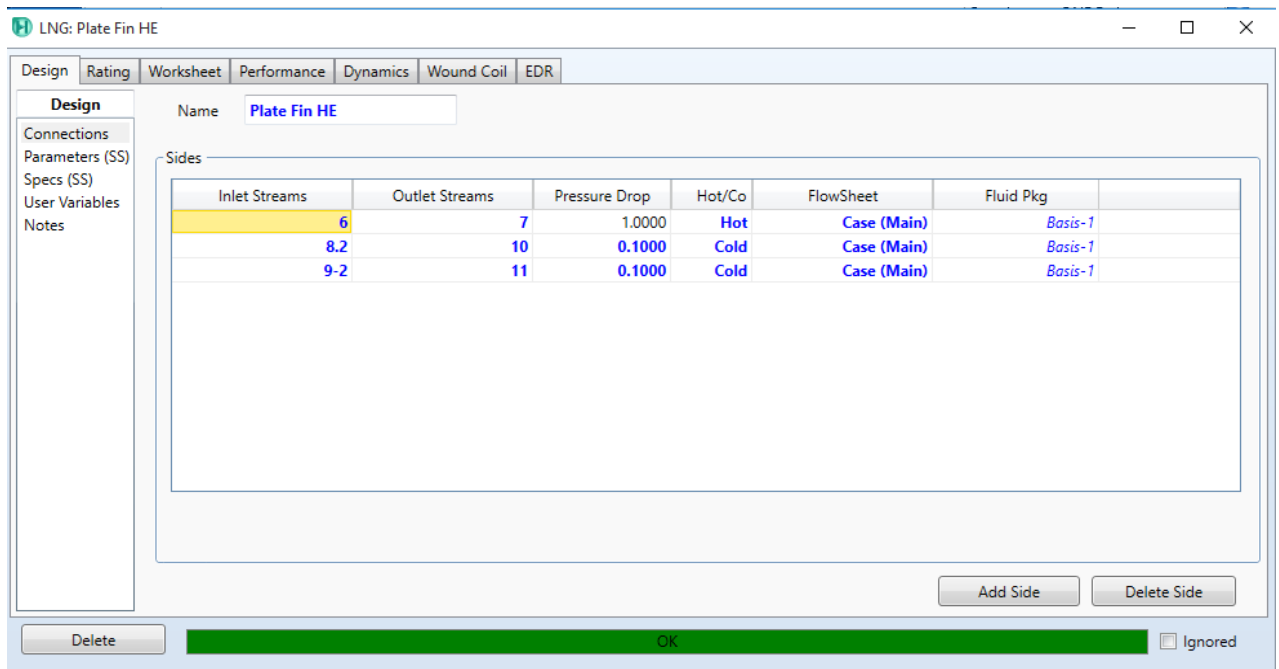 LNG: Plate Fin HE
Design Rating Worksheet Performance Dynamics Wound Coil EDR
Design
Connections
Parameters (SS)
Specs (SS)
User Variables
Notes
Name Plate Fin HE
Sides
Inlet Streams Outlet Streams Pressure Drop Hot/Co FlowSheet Fluid Pkg
6 7 1.0000 Hot Case (Main) Basis-1
8.2 10 0.1000 Cold Case (Main) Basis-1
9-2 11 0.1000 Cold Case (Main) Basis-1
Add Side Delete Side
Delete OK Ignored